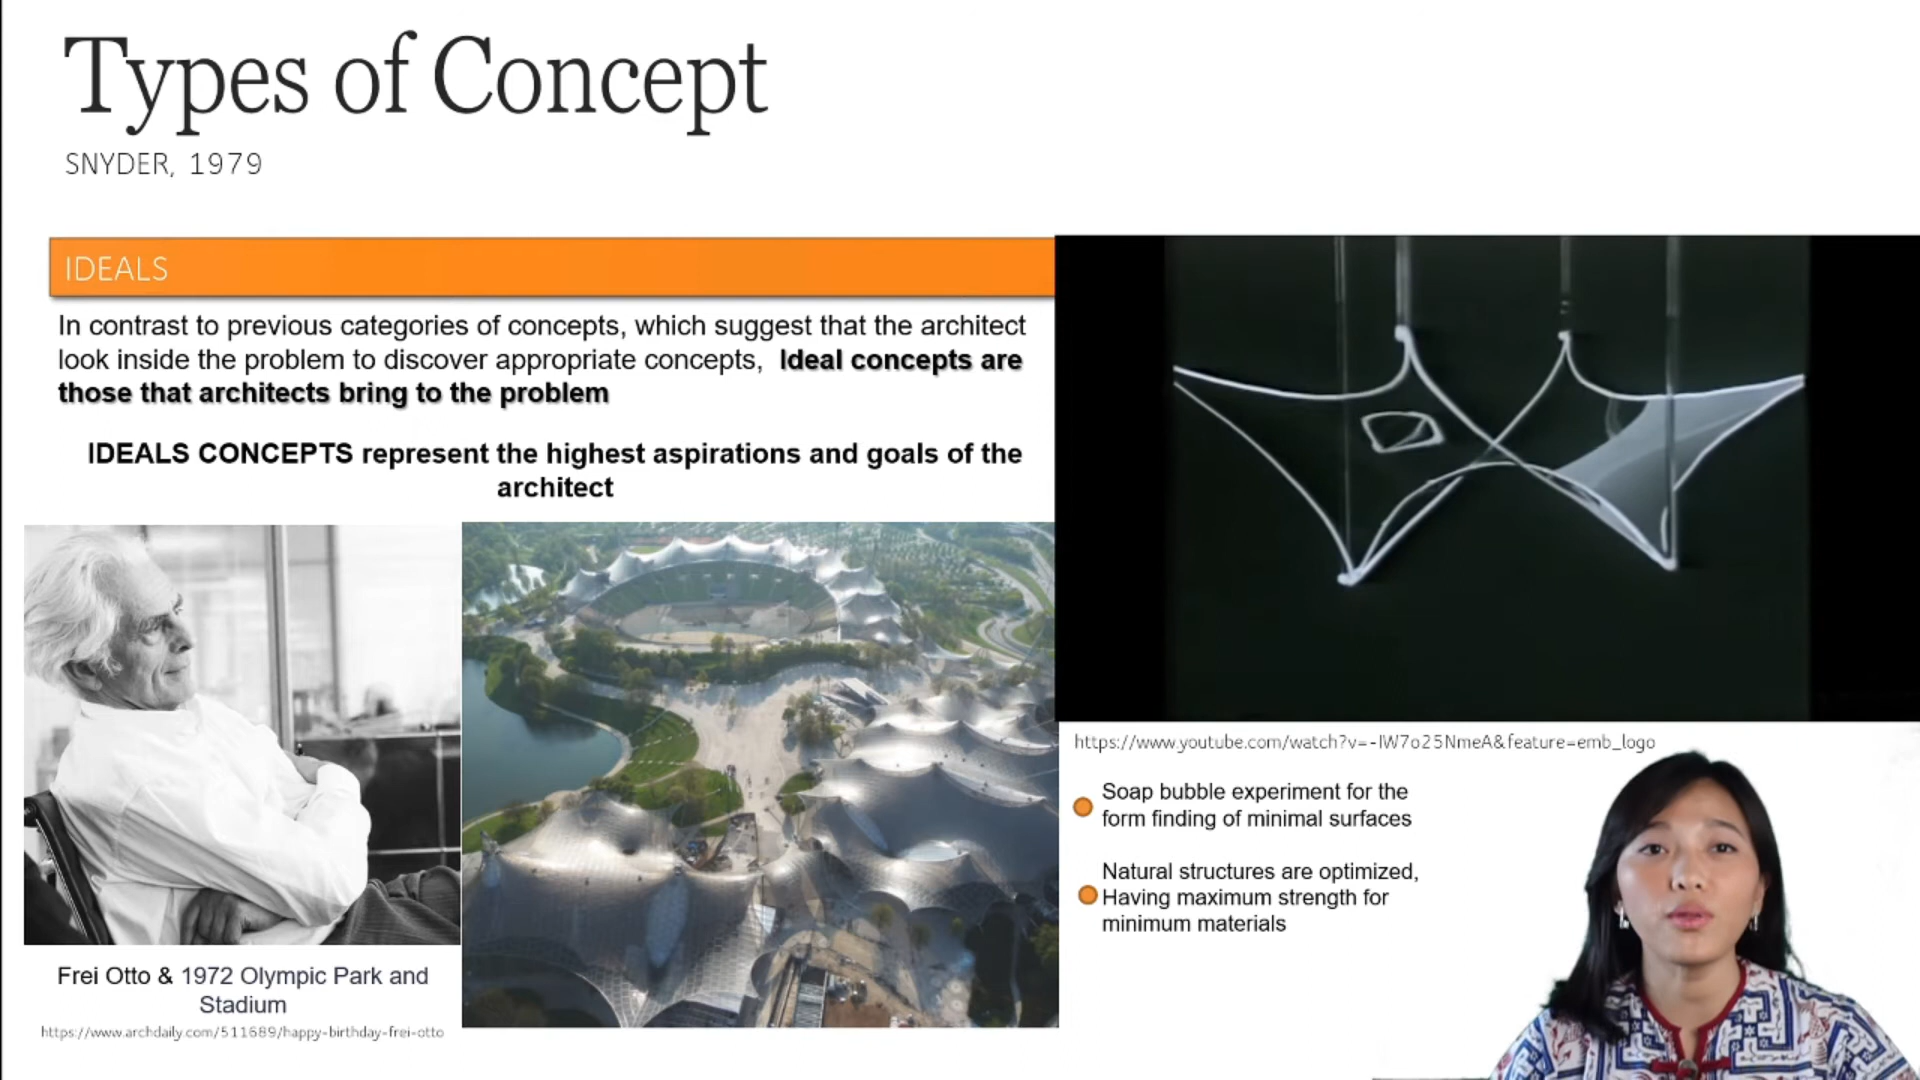 Types of Concept
SNYDER, 1979
IDEALS
In contrast to previous categories of concepts, which suggest that the architect
look inside the problem to discover appropriate concepts, Ideal concepts are
those that architects bring to the problem
IDEALS CONCEPTS represent the highest aspirations and goals of the
architect
Frei Otto & 1972 Olympic Park and
Stadium
https://www.archdaily.com/511689/happy-birthday-frei-otto
https://www.youtube.com/watch?v=-IW7o25NmeA&feature=emb_logo
Soap bubble experiment for the
form finding of minimal surfaces
Natural structures are optimized,
Having maximum strength for
minimum materials